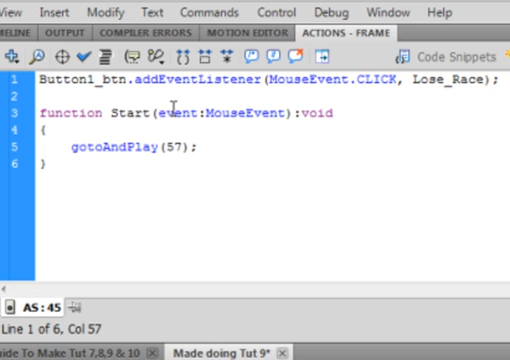 View Insert Modify Text Commands Control Debug Window Help
MELINE OUTPUT COMPILER ERRORS MOTION EDITOR ACTIONS - FRAME
Code Snippets
1 Button1_btn.addEventListener(MouseEvent.CLICK, Lose_Race);
2
3 function Start(event:MouseEvent):void
4 {
5 gotoAndPlay(57);
6 }
AS:45
Line 1 of 6, Col 57
uide To Make Tut 7,8,9 & 10 Made doing Tut 9*